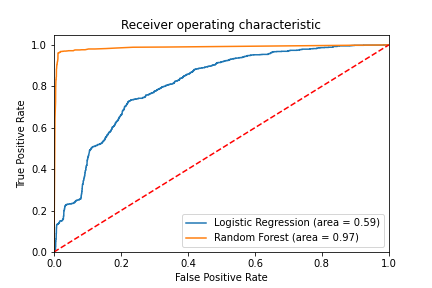 Receiver operating characteristic
True Positive Rate
1.0
0.8
0.6
0.4
0.2
0.0
Logistic Regression (area = 0.59)
Random Forest (area = 0.97)
0.0 0.2 0.4 0.6 0.8 1.0
False Positive Rate